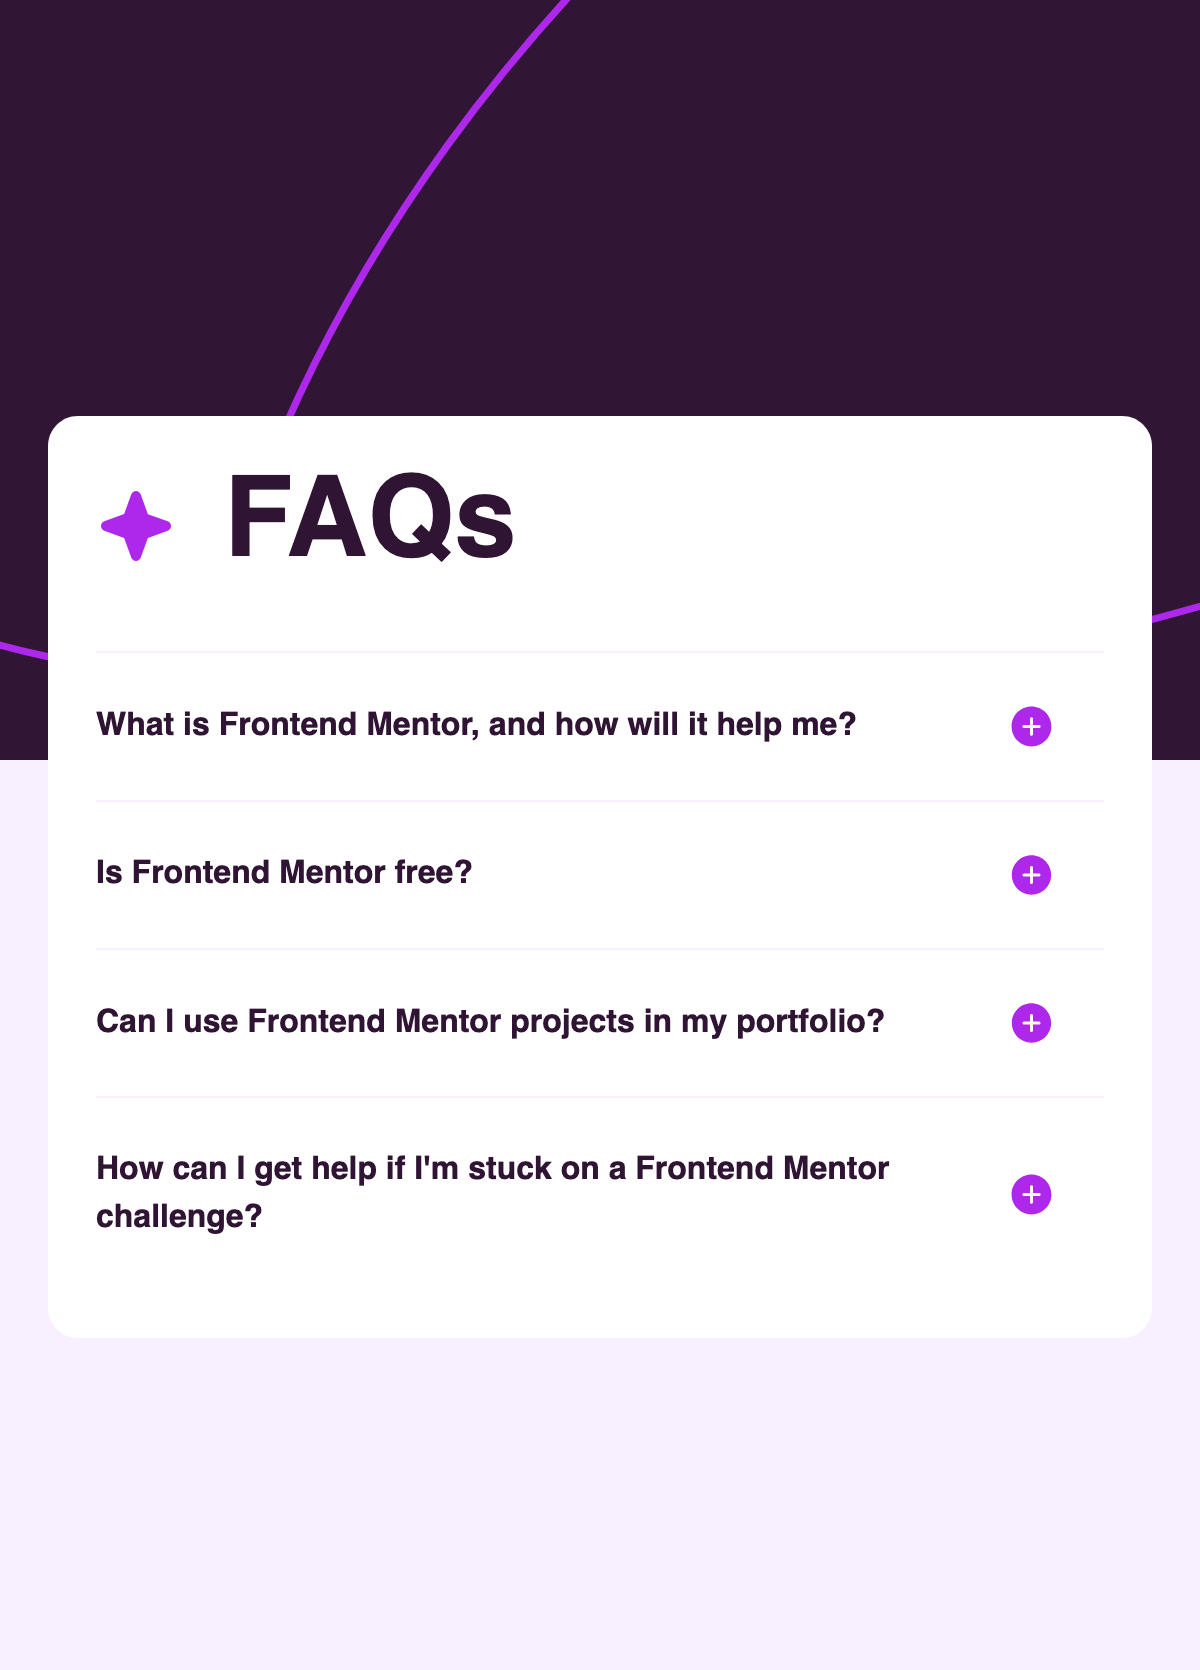 FAQs
What is Frontend Mentor, and how will it help me?
Is Frontend Mentor free?
Can I use Frontend Mentor projects in my portfolio?
How can I get help if I'm stuck on a Frontend Mentor
challenge?